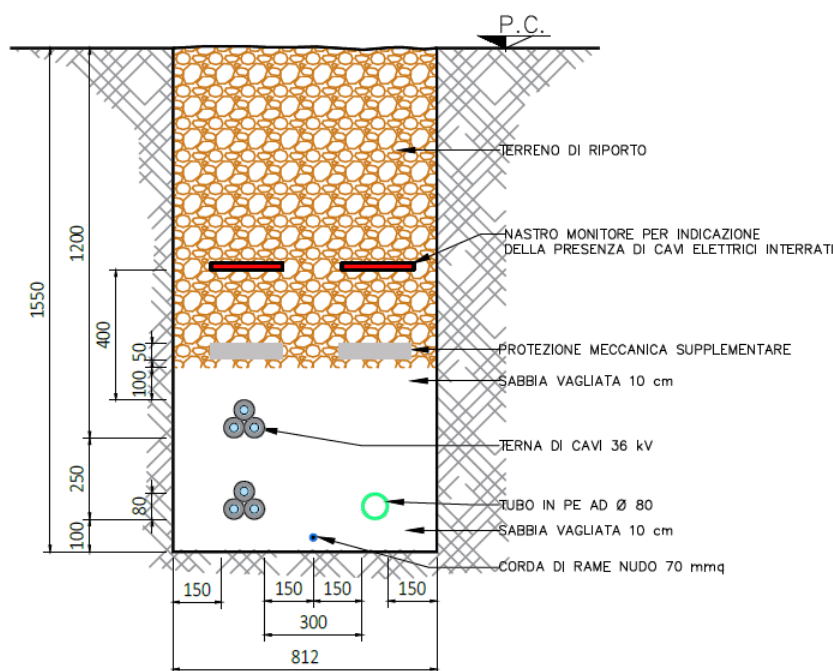 P.C.
TERRENO DI RIPORTO
NASTRO MONITORE PER INDICAZIONE
DELLA PRESENZA DI CAVI ELETTRICI INTERRATI
PROTEZIONE MECCANICA SUPPLEMENTARE
SABBIA VAGLIATA 10 cm
TERNA DI CAVI 36 kV
TUBO IN PE AD Ø 80
SABBIA VAGLIATA 10 cm
CORDA DI RAME NUDO 70 mmq
1550
1200
400
50
100
250
80
100
150
150
150
150
300
812